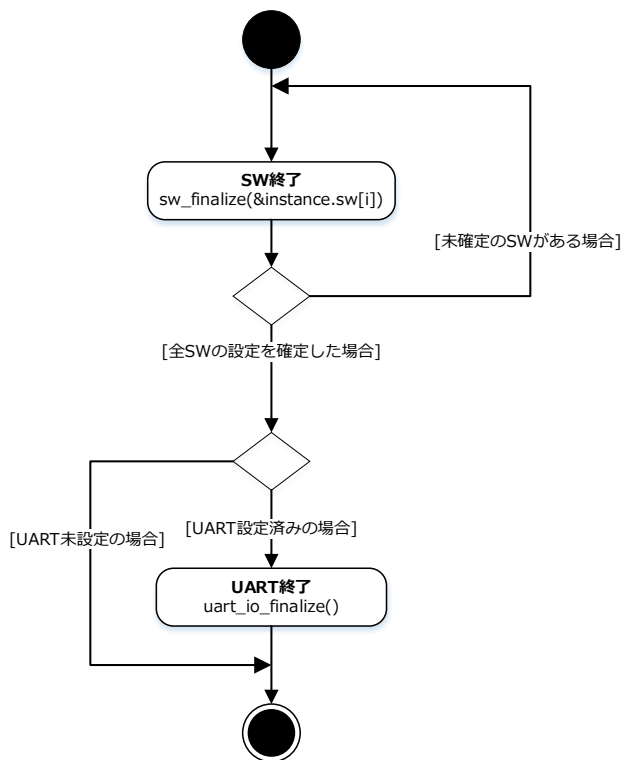 SW終了
sw_finalize(&instance.sw[i])
[未確定のSWがある場合]
[全SWの設定を確定した場合]
[UART未設定の場合]
[UART設定済みの場合]
UART終了
uart_io_finalize()